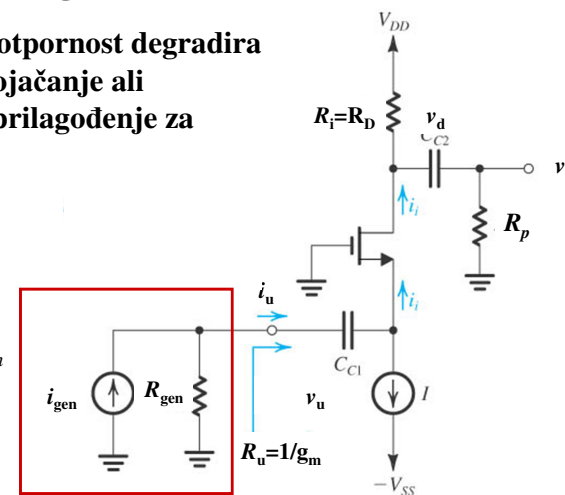 otpornost degradira
ojačanje ali
prilagođenje za
V_DD
R_i=R_D
v_d
C_C2
v
i_i
R_p
i_u
i_i
C_C1
i_gen
R_gen
v_u
I
R_u=1/g_m
-V_SS